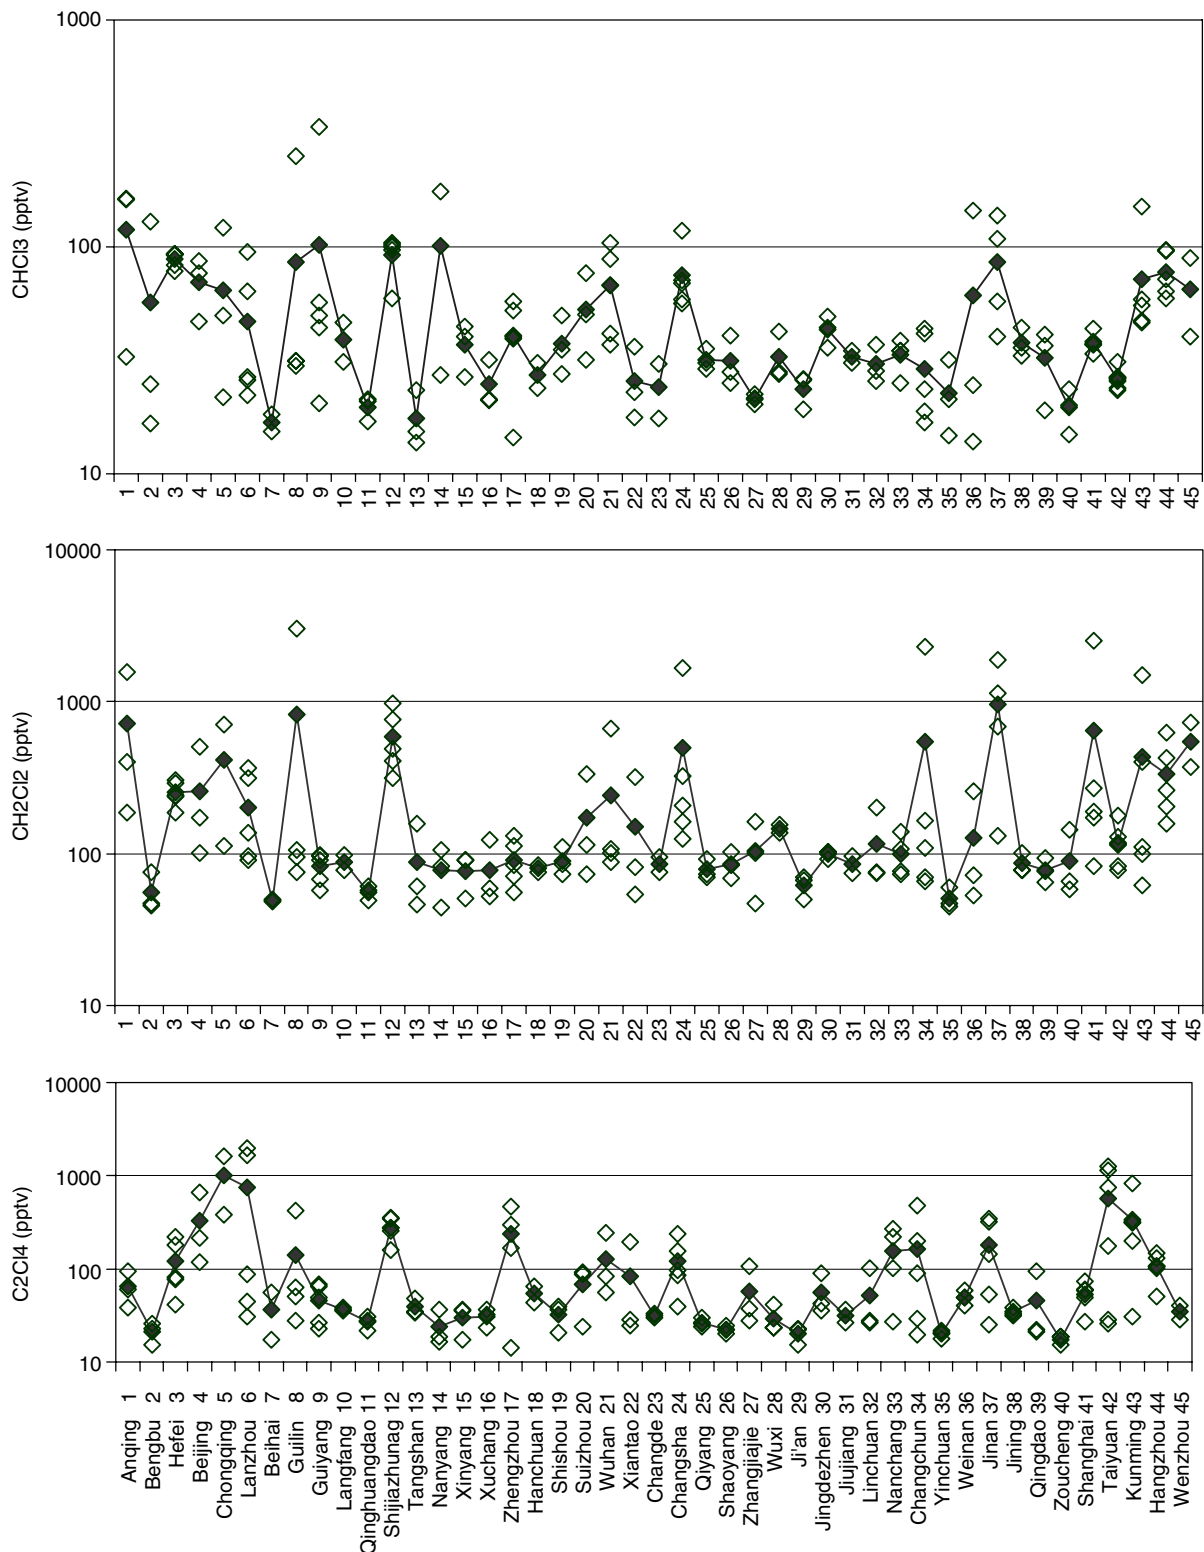 1000
100
10
CHCl3 (pptv)
1 2 3 4 5 6 7 8 9 10 11 12 13 14 15 16 17 18 19 20 21 22 23 24 25 26 27 28 29 30 31 32 33 34 35 36 37 38 39 40 41 42 43 44 45
10000
1000
100
10
CH2Cl2 (pptv)
1 2 3 4 5 6 7 8 9 10 11 12 13 14 15 16 17 18 19 20 21 22 23 24 25 26 27 28 29 30 31 32 33 34 35 36 37 38 39 40 41 42 43 44 45
10000
1000
100
10
C2Cl4 (pptv)
Anqing 1
Bengbu 2
Hefei 3
Beijing 4
Chongqing 5
Lanzhou 6
Beihai 7
Guilin 8
Guiyang 9
Langfang 10
Qinghuangdao 11
Shijiazhunag 12
Tangshan 13
Nanyang 14
Xinyang 15
Xuchang 16
Zhengzhou 17
Hanchuan 18
Shishou 19
Suizhou 20
Wuhan 21
Xiantao 22
Changde 23
Changsha 24
Qiyang 25
Shaoyang 26
Zhangjiajie 27
Wuxi 28
Ji'an 29
Jingdezhen 30
Jiujiang 31
Linchuan 32
Nanchang 33
Changchun 34
Yinchuan 35
Weinan 36
Jinan 37
Jining 38
Qingdao 39
Zoucheng 40
Shanghai 41
Taiyuan 42
Kunming 43
Hangzhou 44
Wenzhou 45